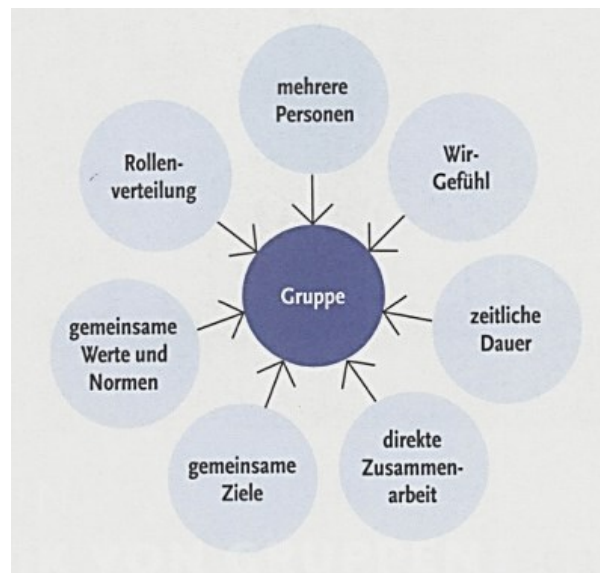 mehrere
Personen
Wir-
Gefühl
zeitliche
Dauer
direkte
Zusammen-
arbeit
gemeinsame
Ziele
gemeinsame
Werte und
Normen
Rollen-
verteilung
Gruppe